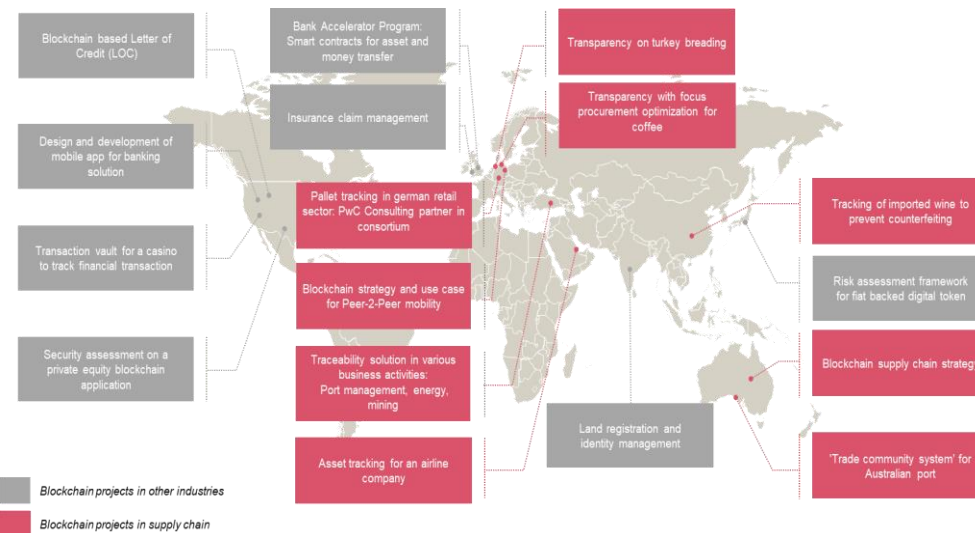 Blockchain based Letter of
Credit (LOC)
Bank Accelerator Program:
Smart contracts for asset and
money transfer
Transparency on turkey breading
Insurance claim management
Transparency with focus
procurement optimization for
coffee
Design and development of
mobile app for banking
solution
Pallet tracking in german retail
sector: PwC Consulting partner in
consortium
Tracking of imported wine to
prevent counterfeiting
Transaction vault for a casino
to track financial transaction
Blockchain strategy and use case
for Peer-2-Peer mobility
Risk assessment framework
for fiat backed digital token
Security assessment on a
private equity blockchain
application
Traceability solution in various
business activities:
Port management, energy,
mining
Blockchain supply chain strategy
Land registration and
identity management
Asset tracking for an airline
company
'Trade community system' for
Australian port
Blockchain projects in other industries
Blockchain projects in supply chain